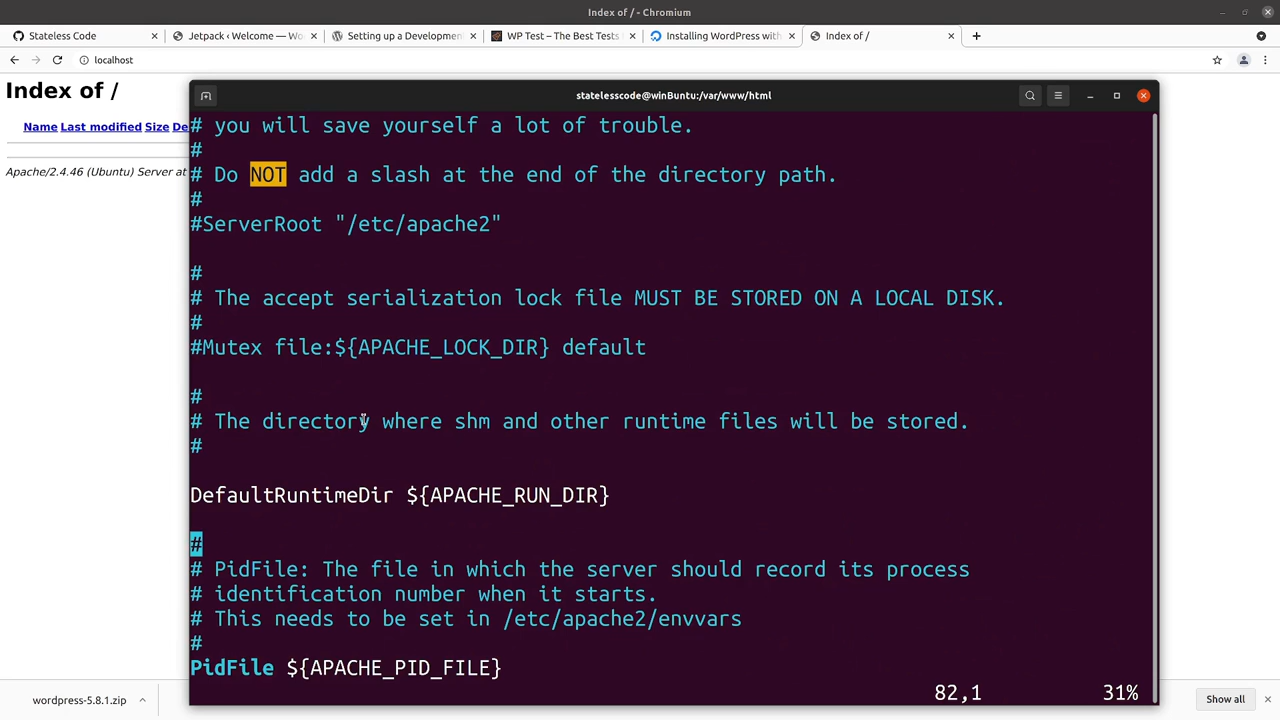 Index of / - Chromium
Stateless Code
Jetpack ‹ Welcome — Wo
Setting up a Developmen
WP Test – The Best Tests
Installing WordPress with
Index of /
localhost
Index of /
Name Last modified Size De
Apache/2.4.46 (Ubuntu) Server at
statelesscode@winBuntu:/var/www/html
# you will save yourself a lot of trouble.
#
# Do NOT add a slash at the end of the directory path.
#
#ServerRoot "/etc/apache2"
#
# The accept serialization lock file MUST BE STORED ON A LOCAL DISK.
#
#Mutex file:${APACHE_LOCK_DIR} default
#
# The directory where shm and other runtime files will be stored.
#
DefaultRuntimeDir ${APACHE_RUN_DIR}
#
# PidFile: The file in which the server should record its process
# identification number when it starts.
# This needs to be set in /etc/apache2/envvars
#
PidFile ${APACHE_PID_FILE}
82,1 31%
wordpress-5.8.1.zip
Show all